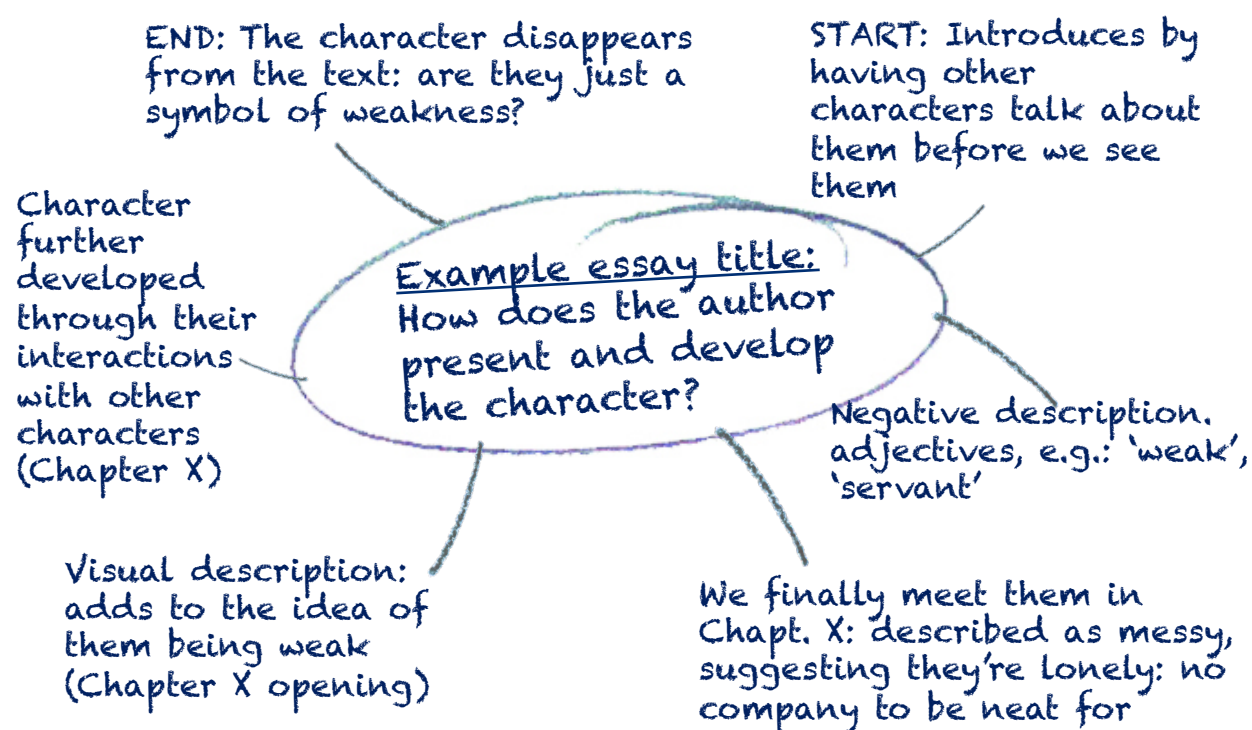 Example essay title:
How does the author
present and develop
the character?
START: Introduces by
having other
characters talk about
them before we see
them
Negative description.
adjectives, e.g.: ‘weak’,
‘servant’
We finally meet them in
Chapt. X: described as messy,
suggesting they’re lonely: no
company to be neat for
Visual description:
adds to the idea of
them being weak
(Chapter X opening)
Character
further
developed
through their
interactions
with other
characters
(Chapter X)
END: The character disappears
from the text: are they just a
symbol of weakness?